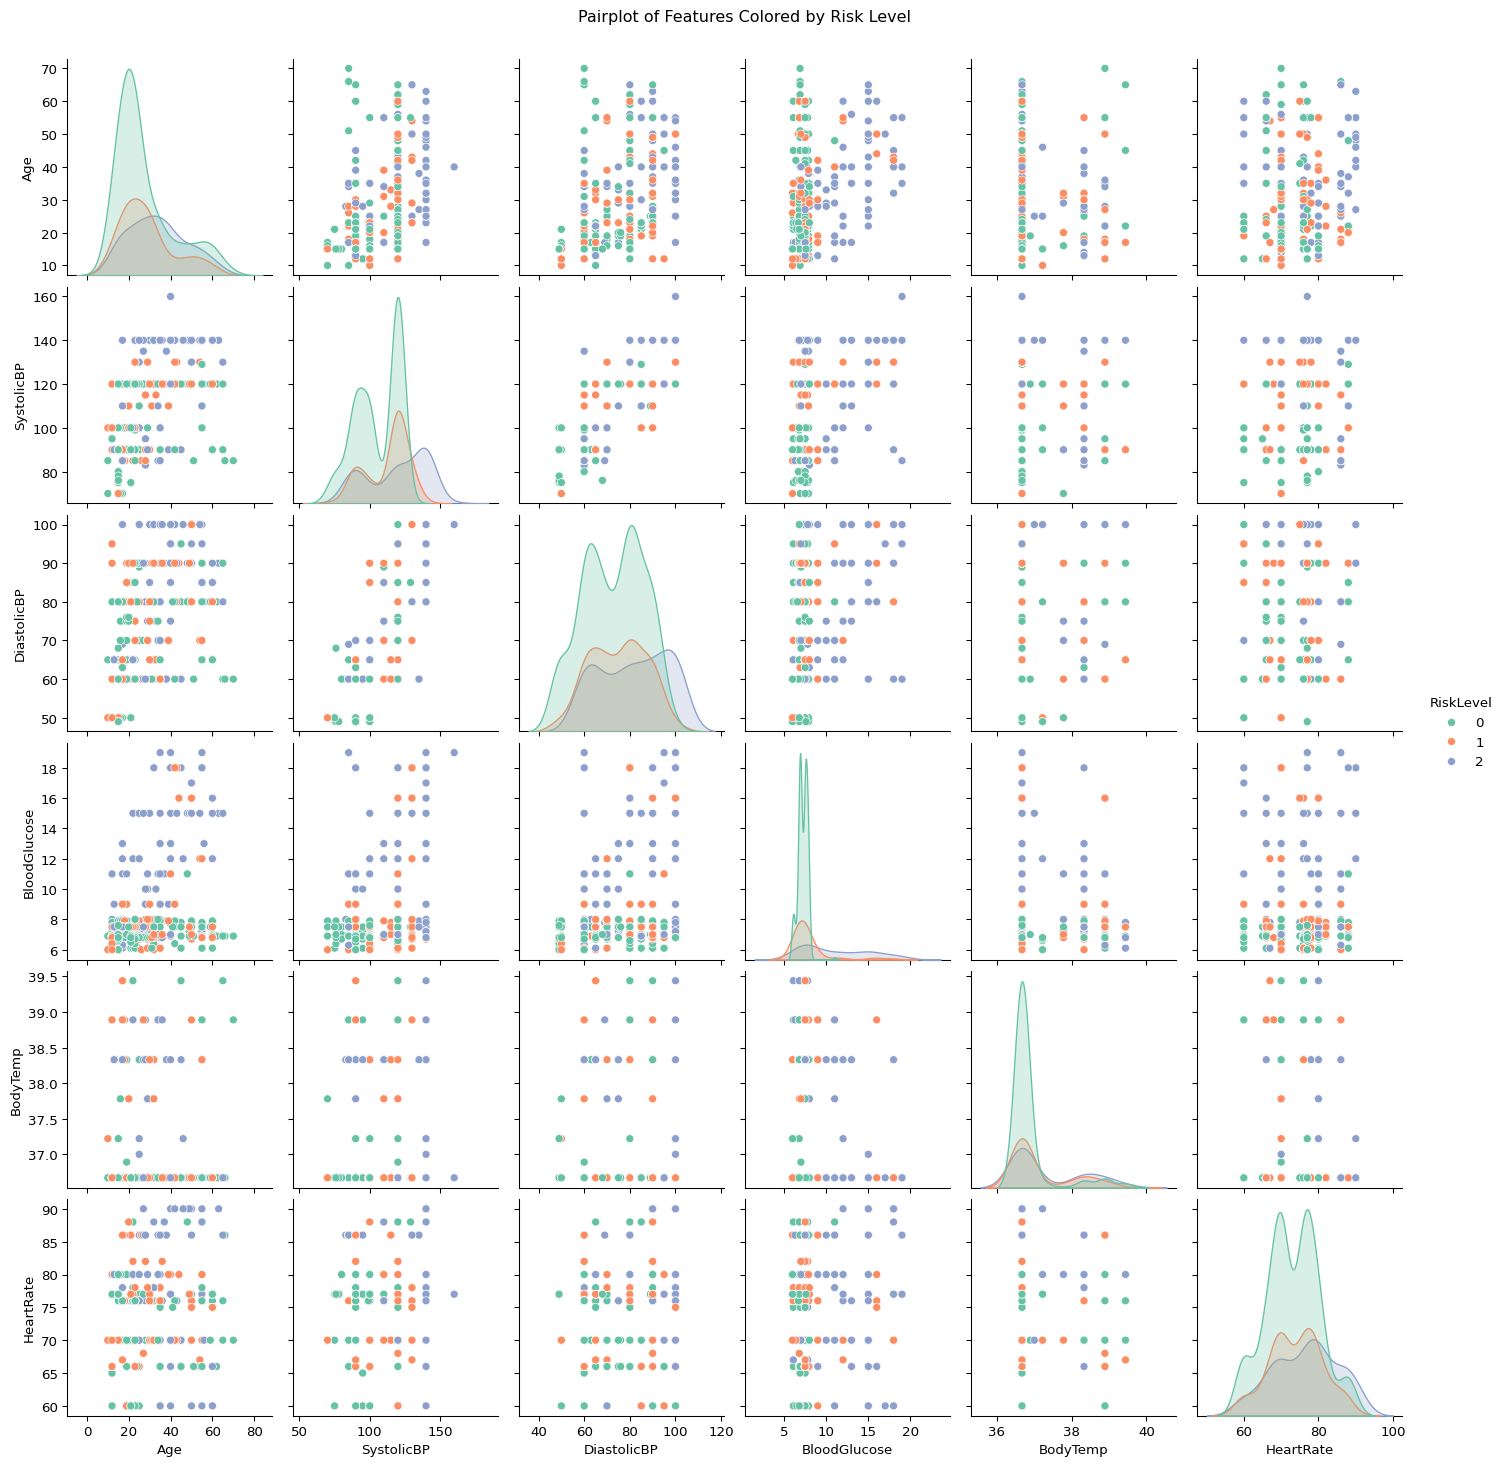 Pairplot of Features Colored by Risk Level
70
60
50
40
30
20
10
Age
160
140
120
100
80
SystolicBP
100
90
80
70
60
50
DiastolicBP
18
16
14
12
10
8
6
BloodGlucose
39.5
39.0
38.5
38.0
37.5
37.0
BodyTemp
90
85
80
75
70
65
60
HeartRate
0 20 40 60 80
Age
50 100 150
SystolicBP
40 60 80 100 120
DiastolicBP
5 10 15 20
BloodGlucose
36 38 40
BodyTemp
60 80 100
HeartRate
RiskLevel
0
1
2